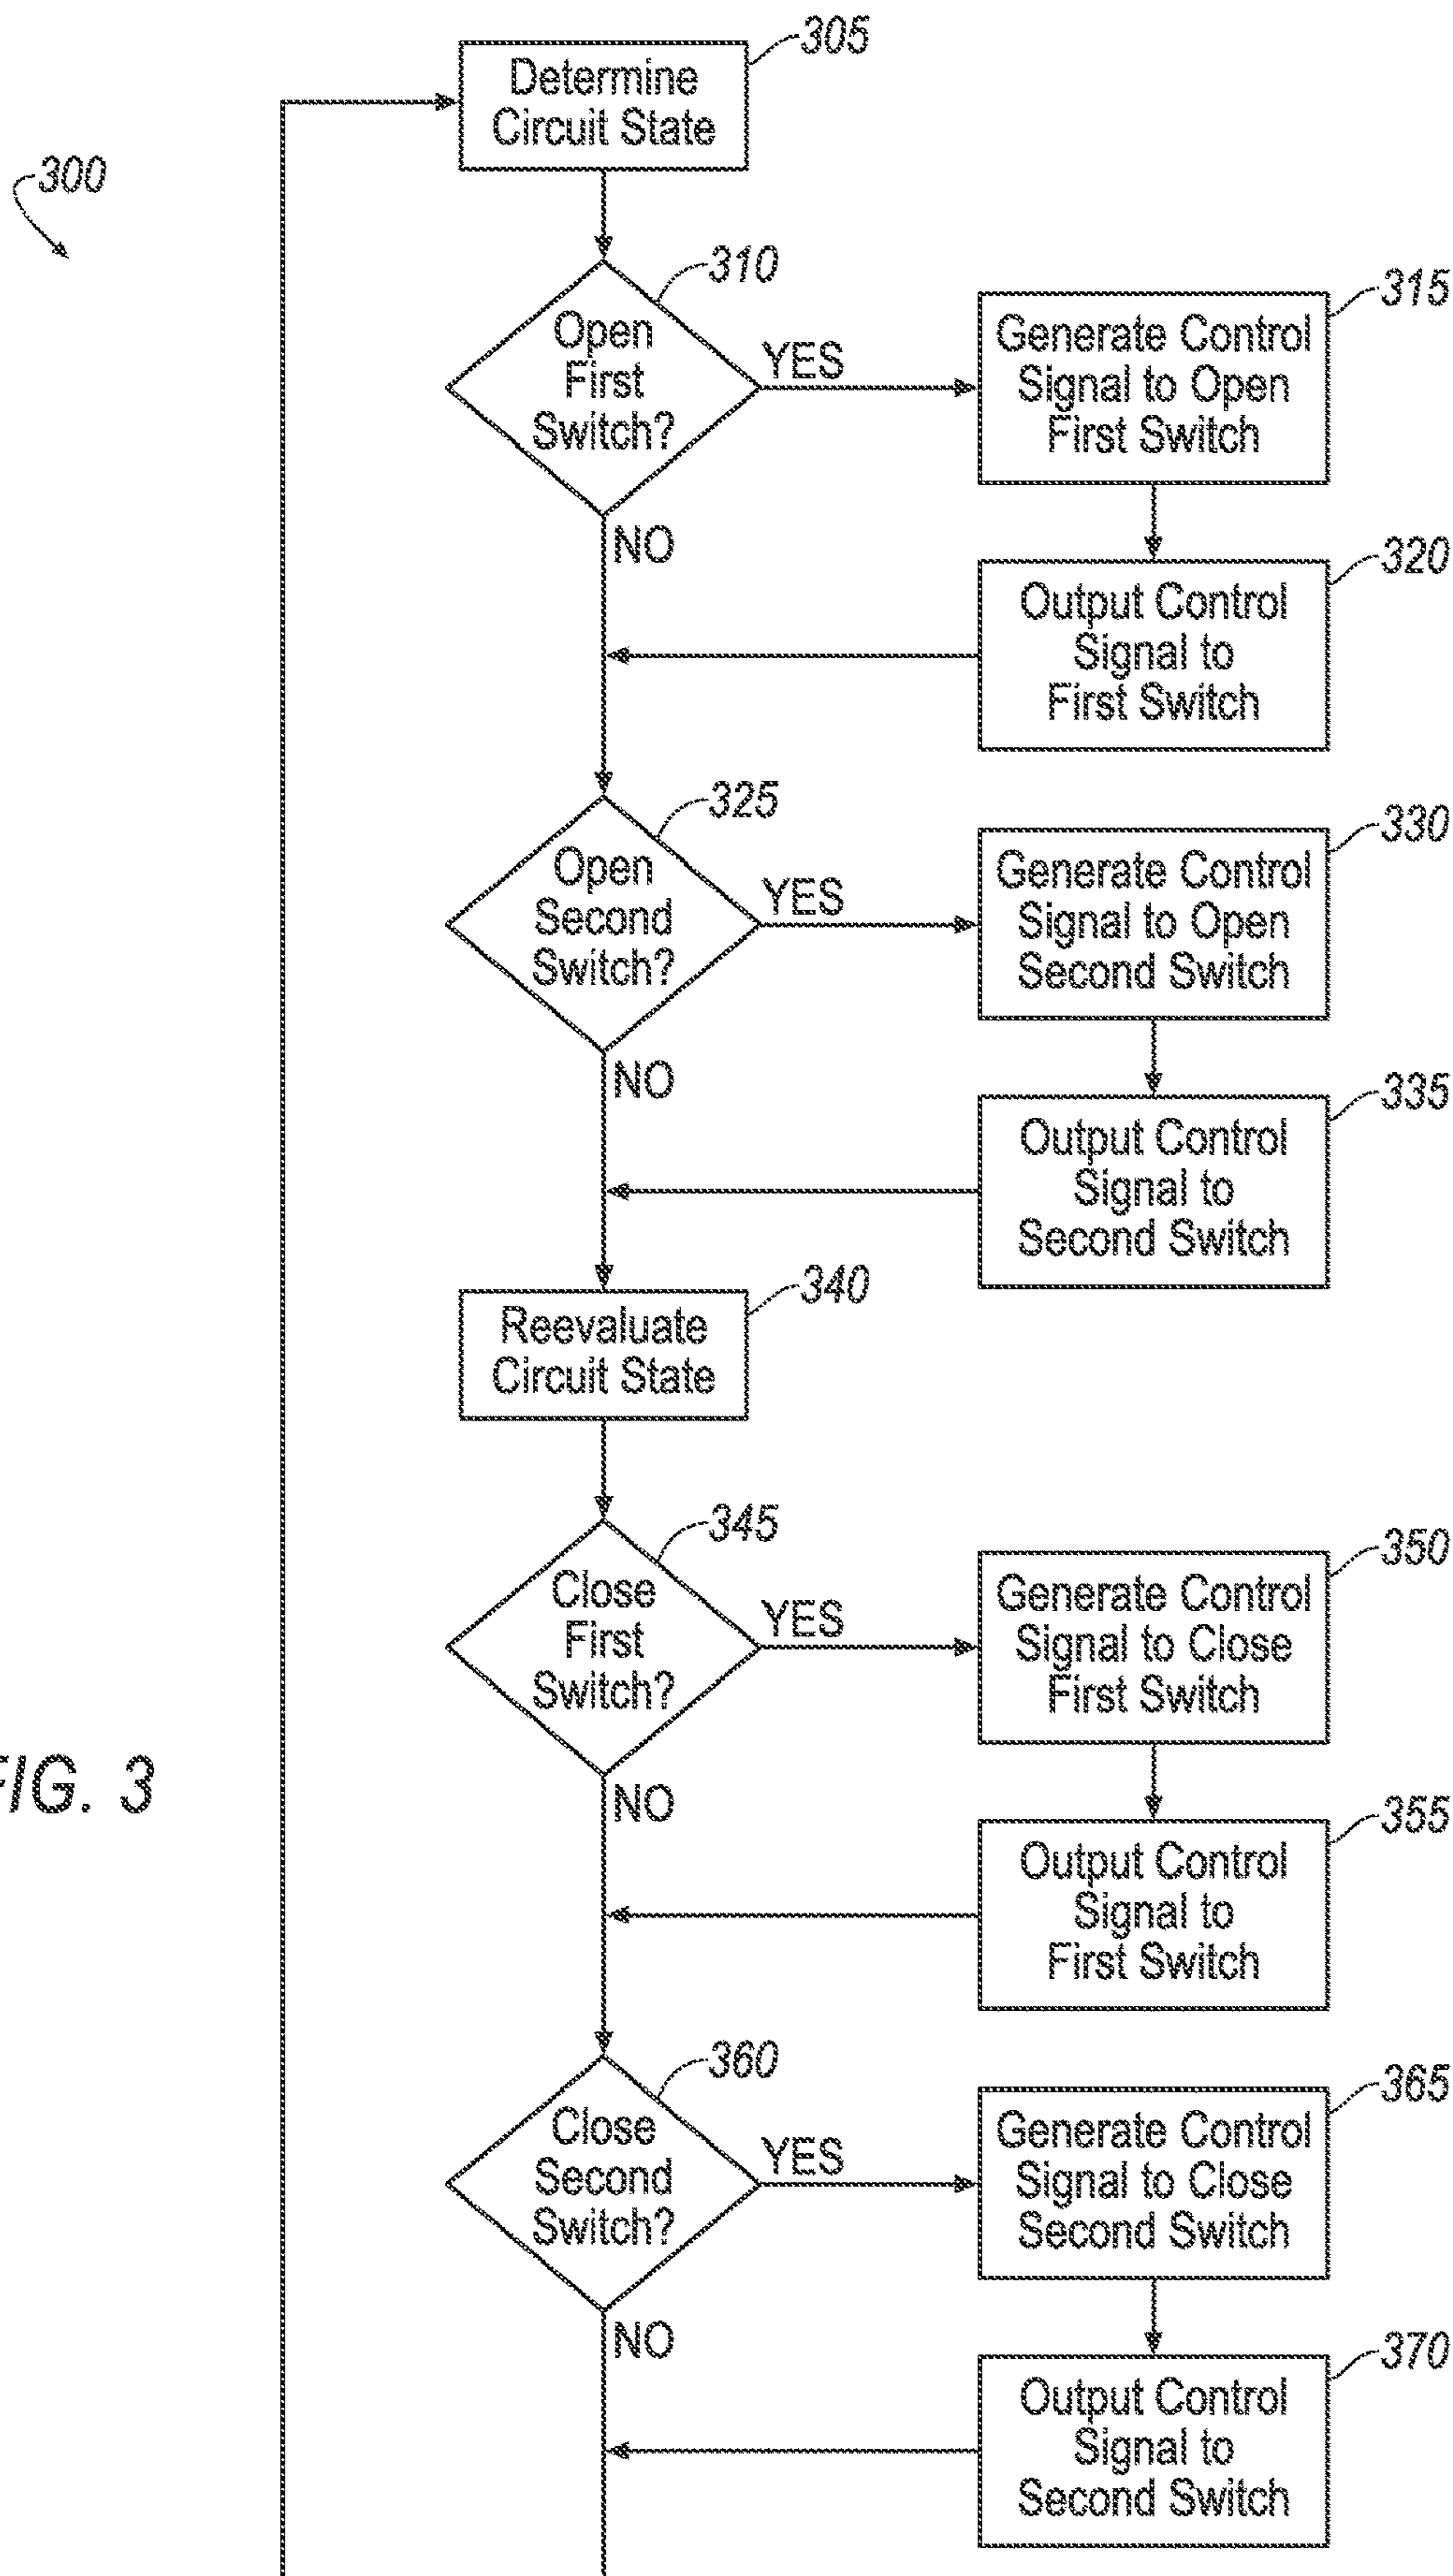 305
Determine
Circuit State
300
310
Open
First
Switch?
YES
315
Generate Control
Signal to Open
First Switch
NO
320
Output Control
Signal to
First Switch
325
Open
Second
Switch?
YES
330
Generate Control
Signal to Open
Second Switch
NO
335
Output Control
Signal to
Second Switch
340
Reevaluate
Circuit State
345
Close
First
Switch?
YES
350
Generate Control
Signal to Close
First Switch
FIG. 3
NO
355
Output Control
Signal to
First Switch
360
Close
Second
Switch?
YES
365
Generate Control
Signal to Close
Second Switch
NO
370
Output Control
Signal to
Second Switch